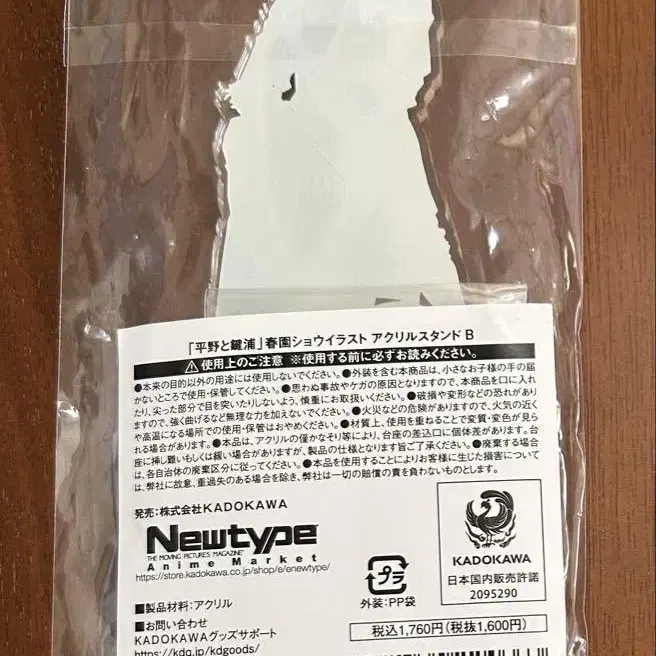 「平野と鍵浦」春園ショウイラスト アクリルスタンド B
⚠使用上のご注意 ※使用する前に必ずお読みください。
●本来の目的以外の用途には使用しないでください。●外装を含む本商品は、小さなお子様の手の届
かないところで使用・保管してください。●思わぬ事故やケガの原因となりますので、本商品を口に入れ
たり、尖った部分で目を突いたりしないよう、慎重にお取扱いください。●破損や変形などの恐れがあり
ますので、強く曲げるなど無理な力を加えないでください。●火災などの危険がありますので、火気の近く
や高温になる場所での使用・保管はおやめください。●材質上、使用を重ねることで変質・変色が見ら
れる場合があります。●本品は、アクリルの僅かなそり等により、台座の差込口に個体差があります。台
座に挿し難いもしくは緩い場合がありますが、製品の仕様となります旨ご了承ください。●廃棄する場合
は、各自治体の廃棄区分に従ってください。●本品を使用することによりお客様に生じた損害について
は、弊社に故意、重過失のある場合を除き、弊社は一切の賠償の責を負わないものとします。
発売：株式会社KADOKAWA
Newtype
THE MOVING PICTURES MAGAZINE
Anime Market
https://store.kadokawa.co.jp/shop/e/enewtype/
プラ
外装：PP袋
KADOKAWA
日本国内販売許諾
2095290
■製品材料：アクリル
■お問い合わせ
KADOKAWAグッズサポート
https://kdq.jp/kdgoods/
税込1,760円（税抜1,600円）